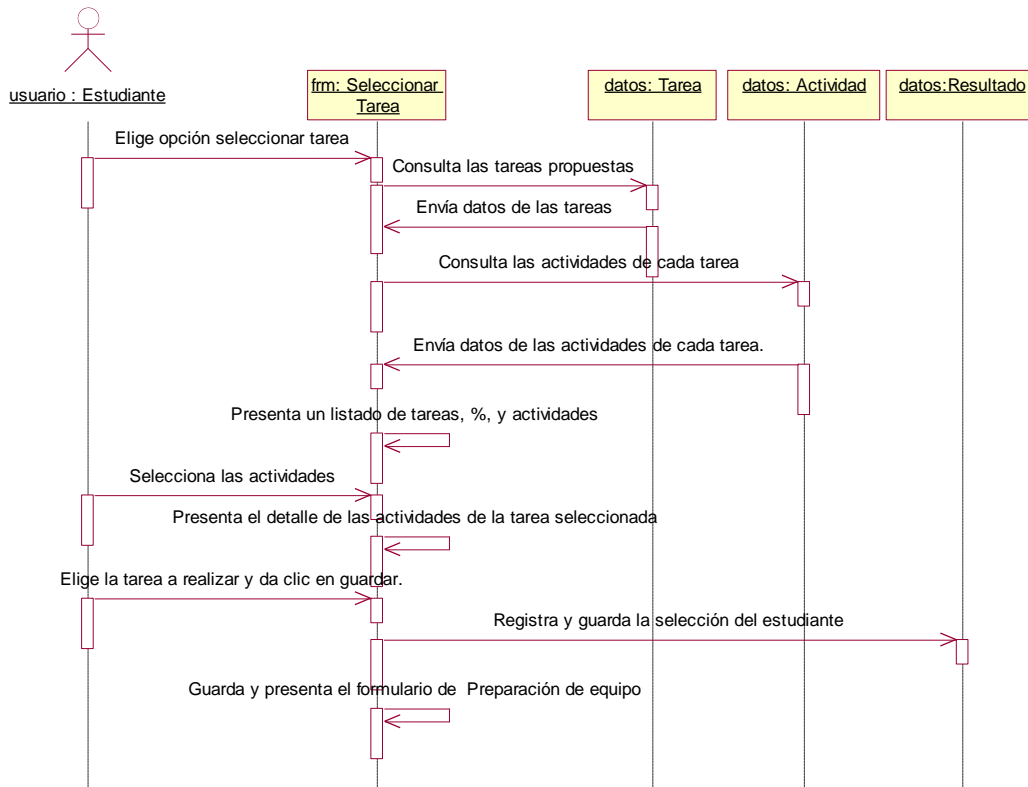 usuario : Estudiante
frm: Seleccionar
Tarea
datos: Tarea
datos: Actividad
datos:Resultado
Elige opción seleccionar tarea
Consulta las tareas propuestas
Envía datos de las tareas
Consulta las actividades de cada tarea
Envía datos de las actividades de cada tarea.
Presenta un listado de tareas, %, y actividades
Selecciona las actividades
Presenta el detalle de las actividades de la tarea seleccionada
Elige la tarea a realizar y da clic en guardar.
Registra y guarda la selección del estudiante
Guarda y presenta el formulario de  Preparación de equipo